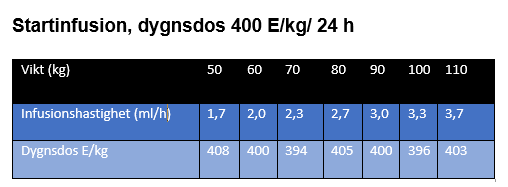 Startinfusion, dygnsdos 400 E/kg/ 24 h
Vikt (kg) 50 60 70 80 90 100 110
Infusionshastighet (ml/h) 1,7 2,0 2,3 2,7 3,0 3,3 3,7
Dygnsdos E/kg 408 400 394 405 400 396 403